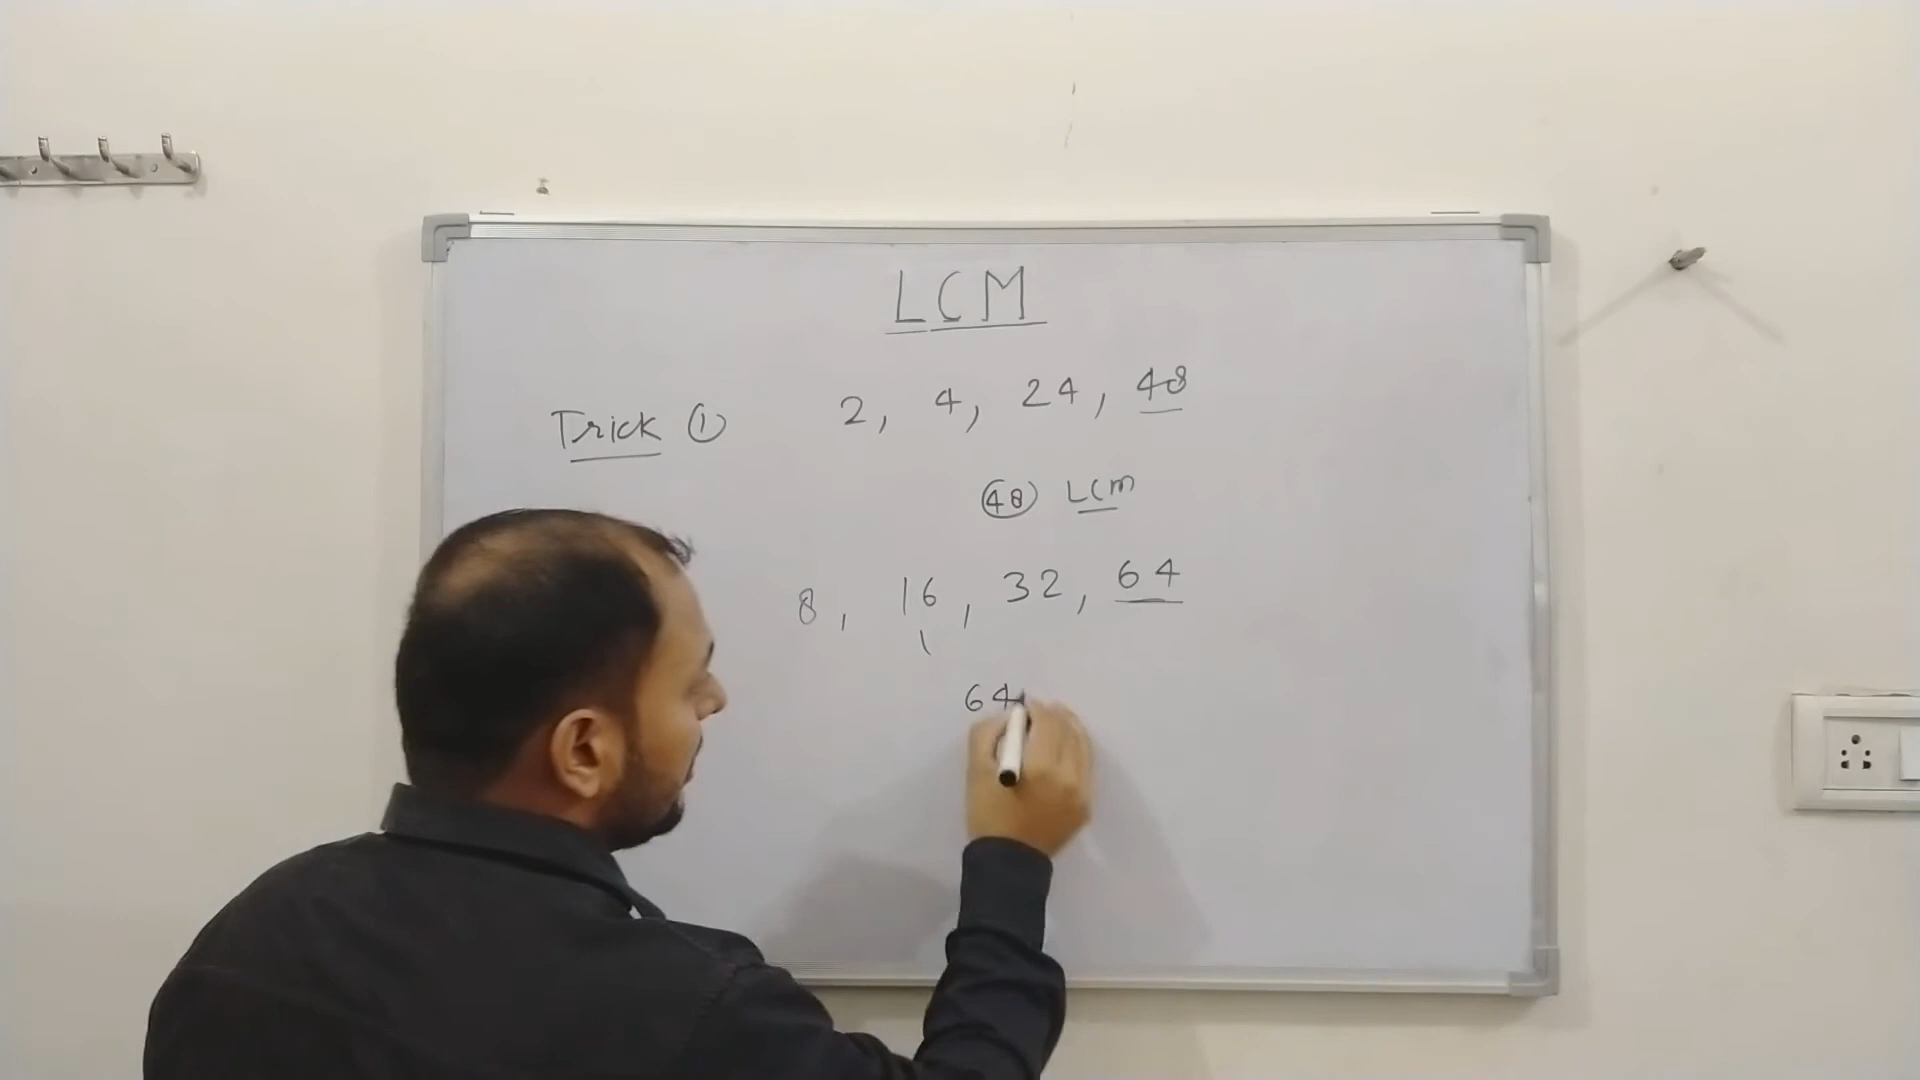 LCM
Trick ① 2, 4, 24, 48
48 LCM
8, 16, 32, 64
64